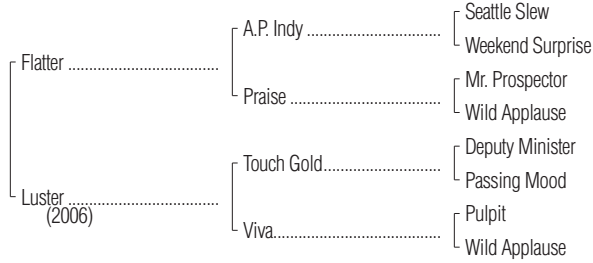 Seattle Slew
A.P. Indy ..............................
Weekend Surprise
Flatter ..................................
Mr. Prospector
Praise ..................................
Wild Applause
Deputy Minister
Touch Gold..........................
Passing Mood
Luster ..................................
(2006)
Pulpit
Viva.....................................
Wild Applause